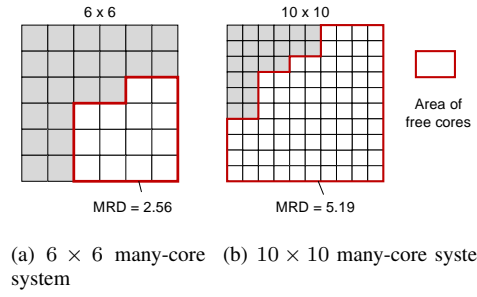 6 x 6
10 x 10
Area of
free cores
MRD = 2.56
MRD = 5.19
(a) 6 × 6 many-core
system
(b) 10 × 10 many-core syste